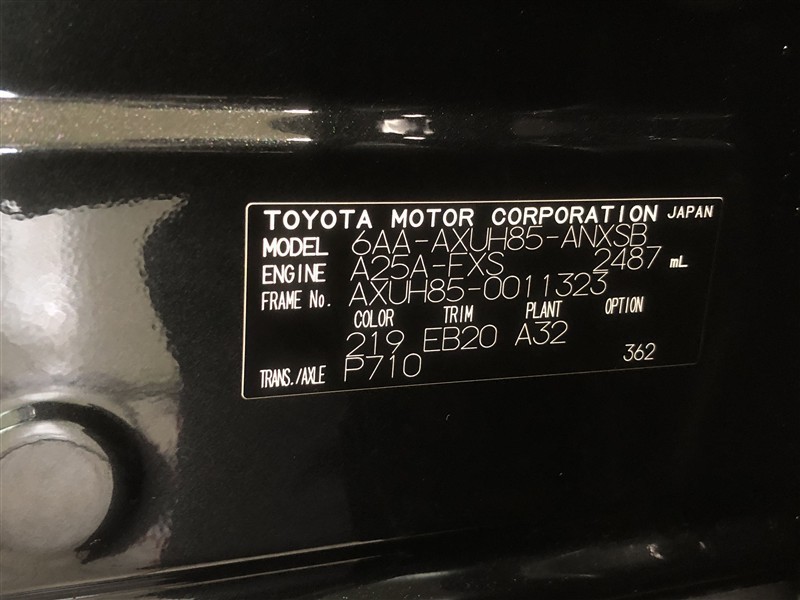 TOYOTA MOTOR CORPORATION JAPAN
MODEL 6AA-AXUH85-ANXSB
ENGINE A25A-FXS 2487 mL
FRAME No. AXUH85-0011323
COLOR TRIM PLANT OPTION
219 EB20 A32
TRANS./AXLE P710 362